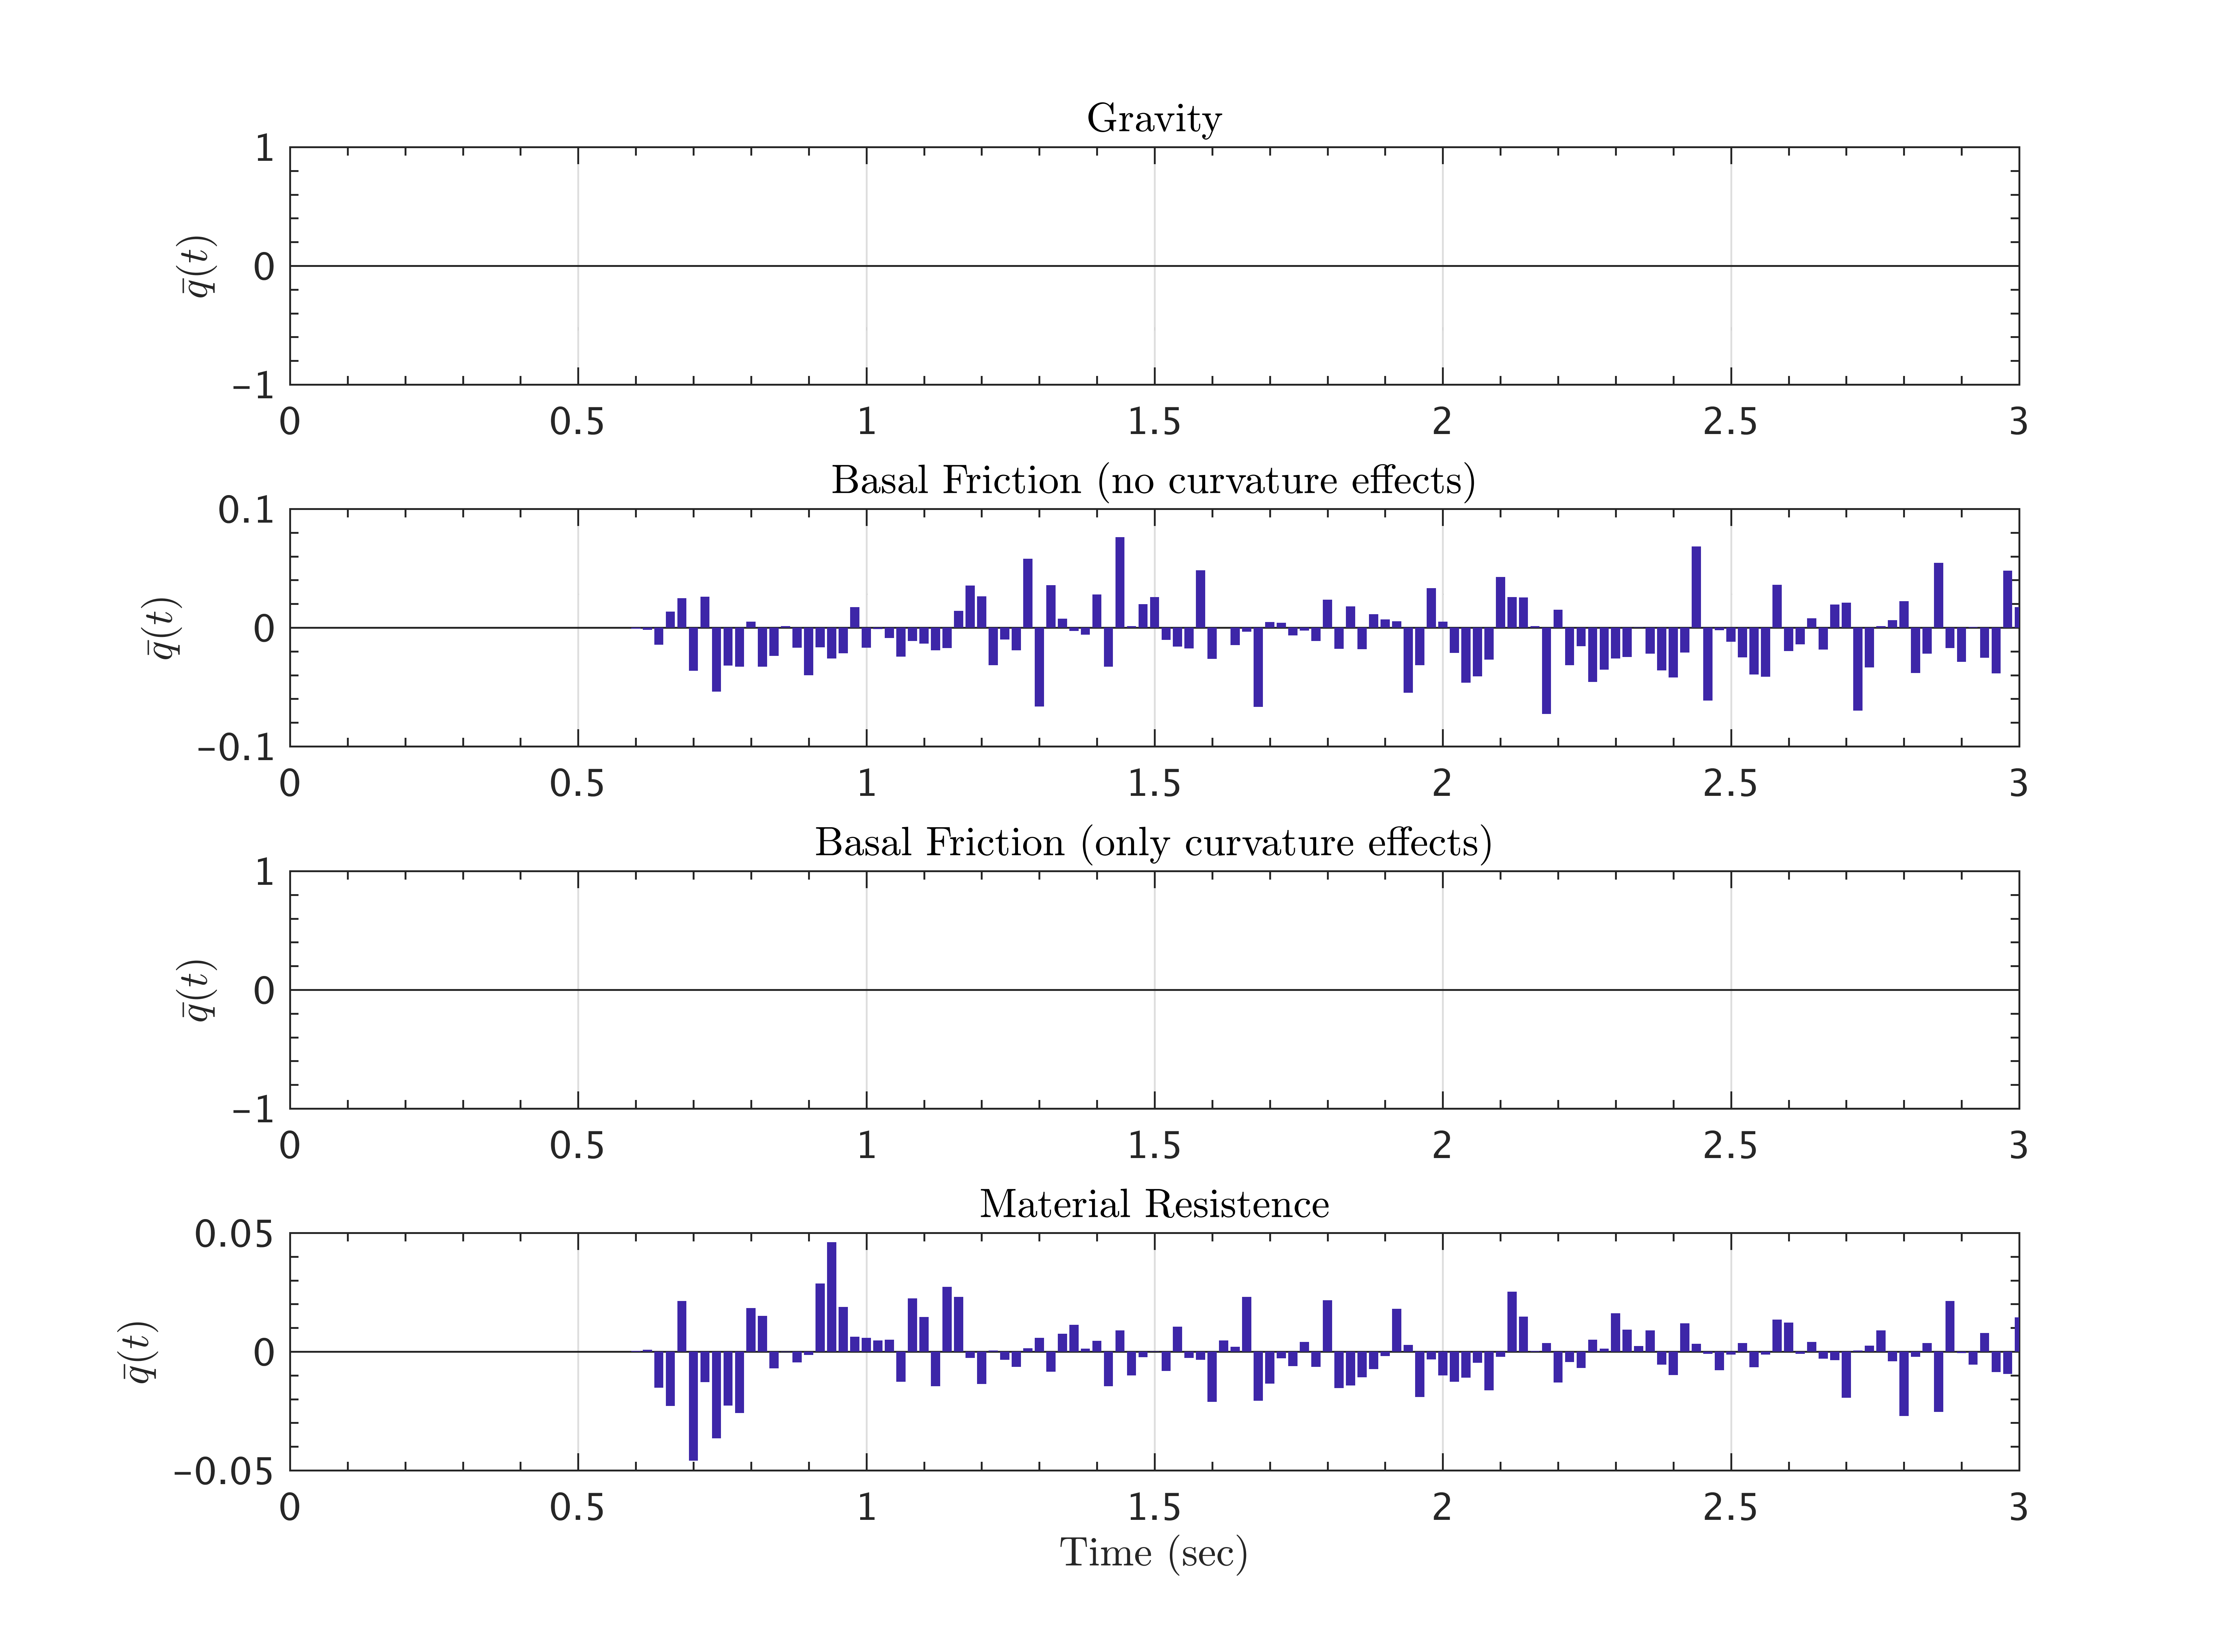 Gravity
1
0
−1
q̄(t)
0 0.5 1 1.5 2 2.5 3
Basal Friction (no curvature effects)
0.1
0
−0.1
q̄(t)
0 0.5 1 1.5 2 2.5 3
Basal Friction (only curvature effects)
1
0
−1
q̄(t)
0 0.5 1 1.5 2 2.5 3
Material Resistence
0.05
0
−0.05
q̄(t)
0 0.5 1 1.5 2 2.5 3
Time (sec)